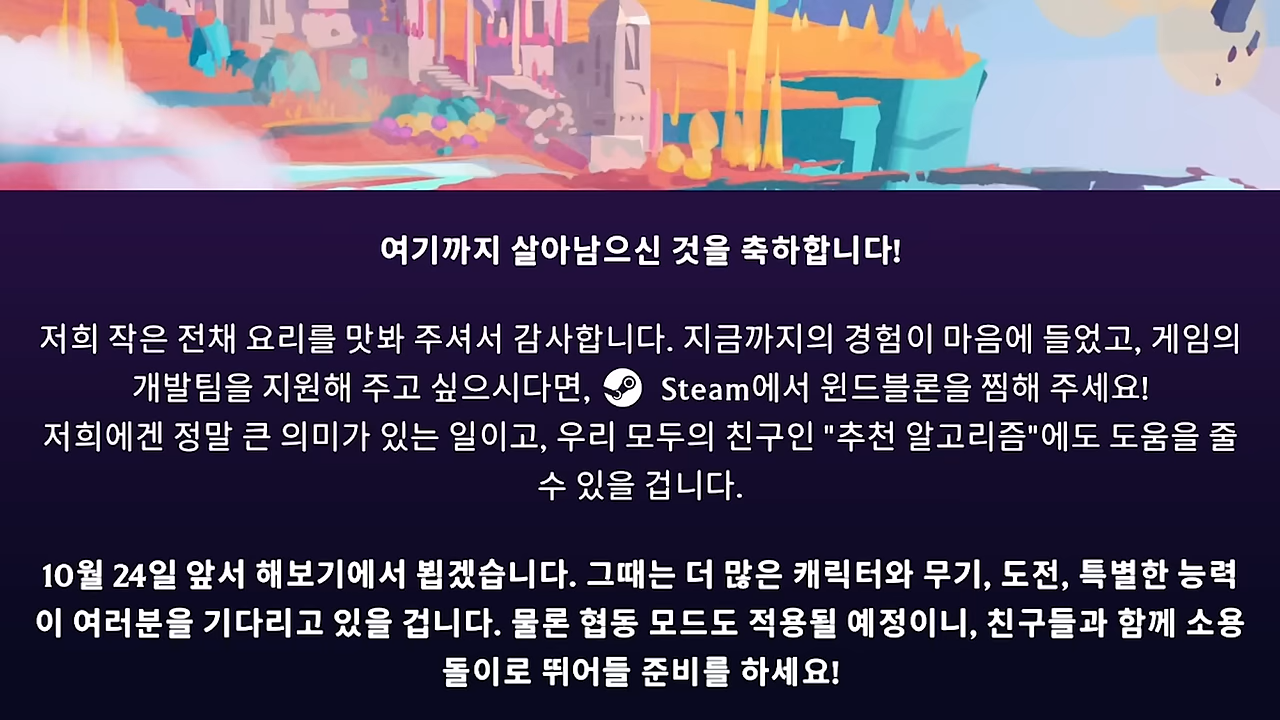 여기까지 살아남으신 것을 축하합니다!
저희 작은 전채 요리를 맛봐 주셔서 감사합니다. 지금까지의 경험이 마음에 들었고, 게임의
개발팀을 지원해 주고 싶으시다면, Steam에서 윈드블론을 찜해 주세요!
저희에겐 정말 큰 의미가 있는 일이고, 우리 모두의 친구인 "추천 알고리즘"에도 도움을 줄
수 있을 겁니다.
10월 24일 앞서 해보기에서 뵙겠습니다. 그때는 더 많은 캐릭터와 무기, 도전, 특별한 능력
이 여러분을 기다리고 있을 겁니다. 물론 협동 모드도 적용될 예정이니, 친구들과 함께 소용
돌이로 뛰어들 준비를 하세요!